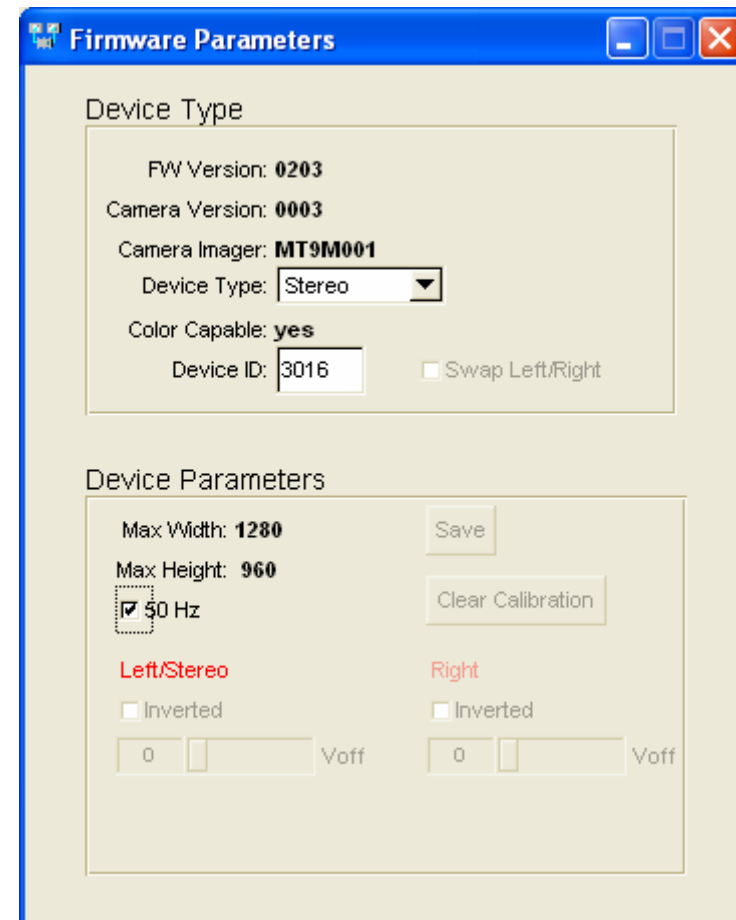 Firmware Parameters
Device Type
FW Version: 0203
Camera Version: 0003
Camera Imager: MT9M001
Device Type: Stereo
Color Capable: yes
Device ID: 3016 Swap Left/Right
Device Parameters
Max Width: 1280 Save
Max Height: 960
Clear Calibration
50 Hz
Left/Stereo Right
Inverted Inverted
0 Voff 0 Voff